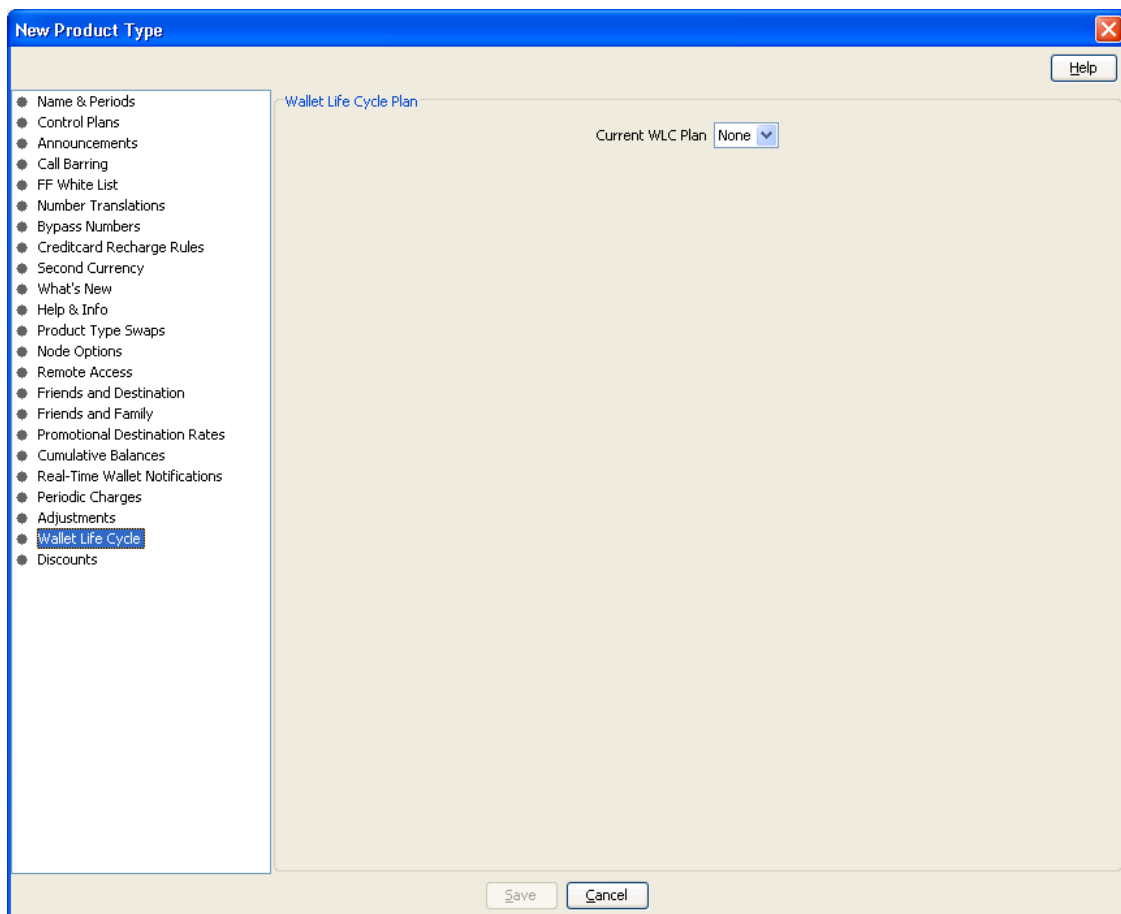 New Product Type
Help
Name & Periods
Control Plans
Announcements
Call Barring
FF White List
Number Translations
Bypass Numbers
Creditcard Recharge Rules
Second Currency
What's New
Help & Info
Product Type Swaps
Node Options
Remote Access
Friends and Destination
Friends and Family
Promotional Destination Rates
Cumulative Balances
Real-Time Wallet Notifications
Periodic Charges
Adjustments
Wallet Life Cycle
Discounts
Wallet Life Cycle Plan
Current WLC Plan None
Save Cancel